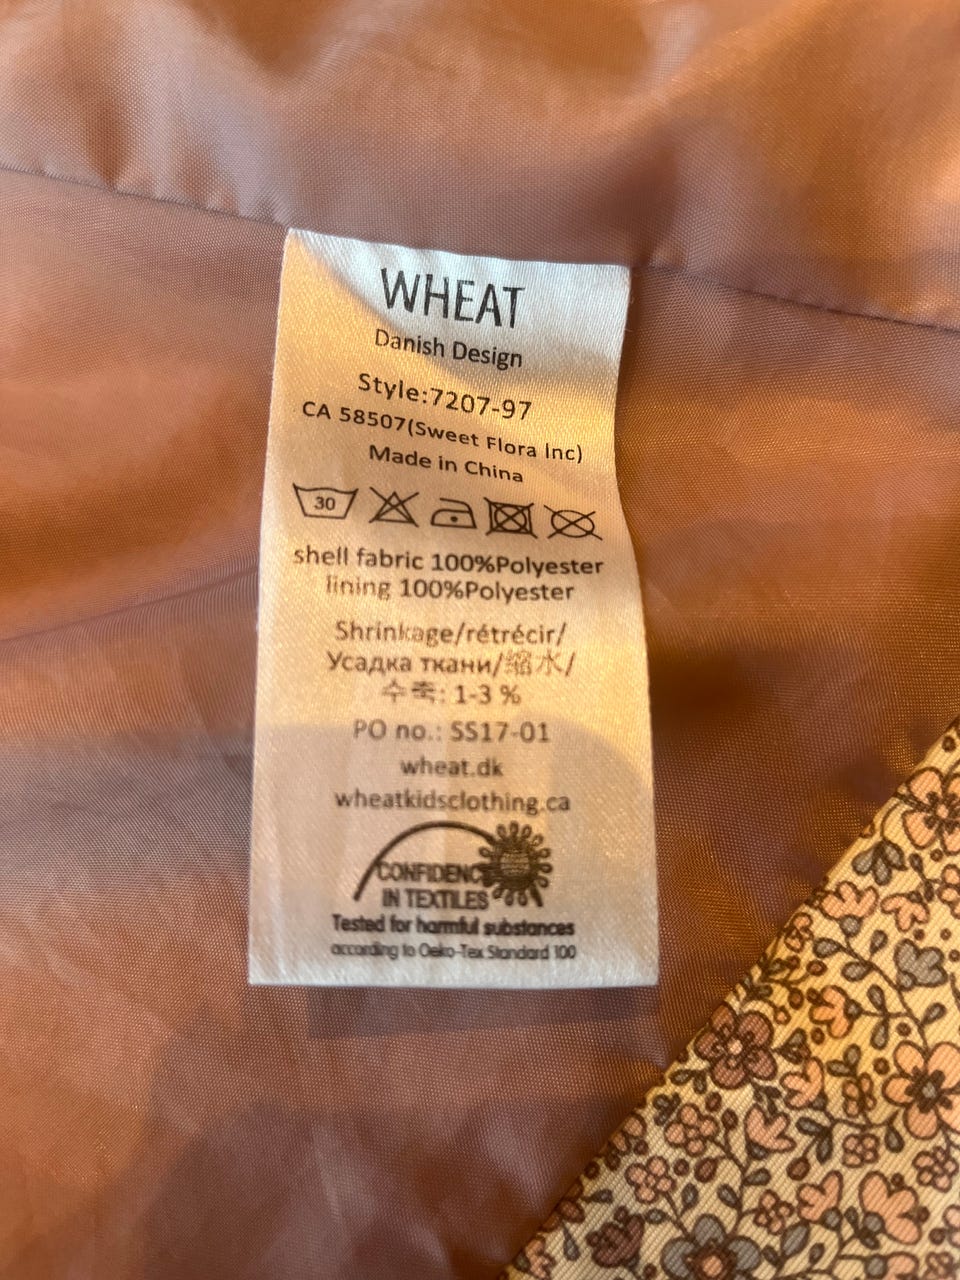 WHEAT
Danish Design
Style:7207-97
CA 58507(Sweet Flora Inc)
Made in China
30
shell fabric 100%Polyester
lining 100%Polyester
Shrinkage/rétrécir/
Усадка ткани/缩水/
수축: 1-3 %
PO no.: SS17-01
wheat.dk
wheatkidsclothing.ca
CONFIDENCE
IN TEXTILES
Tested for harmful substances
according to Oeko-Tex Standard 100